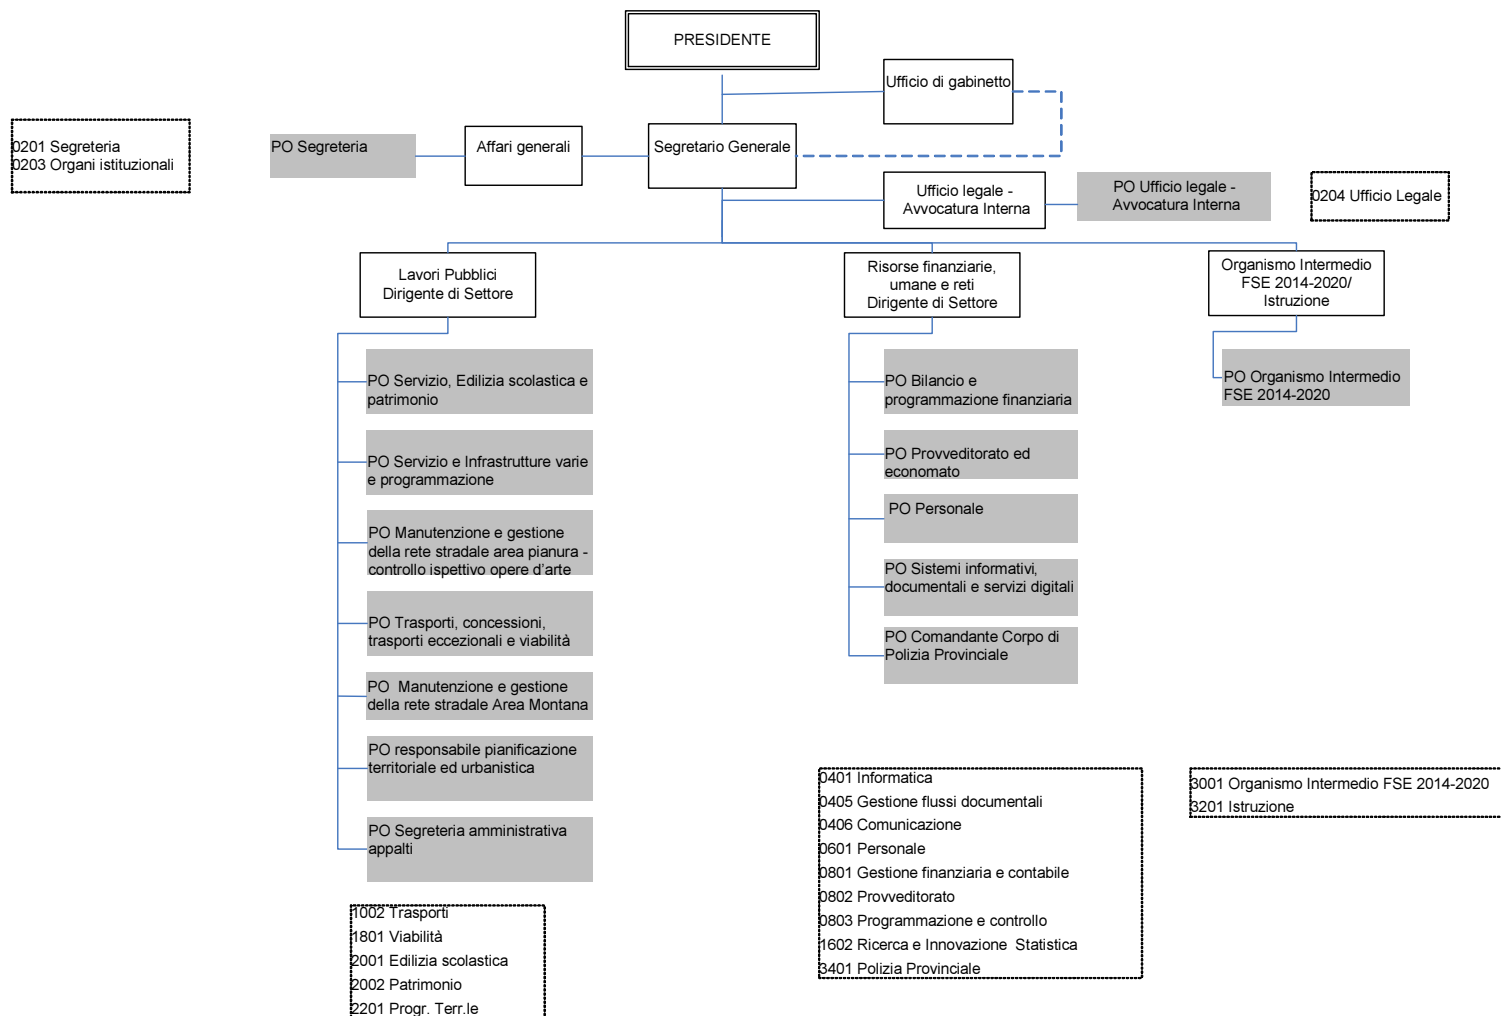 PRESIDENTE
Ufficio di gabinetto
0201 Segreteria
0203 Organi istituzionali
PO Segreteria
Affari generali
Segretario Generale
Ufficio legale -
Avvocatura Interna
PO Ufficio legale -
Avvocatura Interna
0204 Ufficio Legale
Lavori Pubblici
Dirigente di Settore
Risorse finanziarie,
umane e reti
Dirigente di Settore
Organismo Intermedio
FSE 2014-2020/
Istruzione
PO Servizio, Edilizia scolastica e
patrimonio
PO Servizio e Infrastrutture varie
e programmazione
PO Manutenzione e gestione
della rete stradale area pianura -
controllo ispettivo opere d'arte
PO Trasporti, concessioni,
trasporti eccezionali e viabilità
PO  Manutenzione e gestione
della rete stradale Area Montana
PO responsabile pianificazione
territoriale ed urbanistica
PO Segreteria amministrativa
appalti
PO Bilancio e
programmazione finanziaria
PO Provveditorato ed
economato
PO Personale
PO Sistemi informativi,
documentali e servizi digitali
PO Comandante Corpo di
Polizia Provinciale
PO Organismo Intermedio
FSE 2014-2020
1002 Trasporti
1801 Viabilità
2001 Edilizia scolastica
2002 Patrimonio
2201 Progr. Terr.le
0401 Informatica
0405 Gestione flussi documentali
0406 Comunicazione
0601 Personale
0801 Gestione finanziaria e contabile
0802 Provveditorato
0803 Programmazione e controllo
1602 Ricerca e Innovazione  Statistica
3401 Polizia Provinciale
3001 Organismo Intermedio FSE 2014-2020
3201 Istruzione